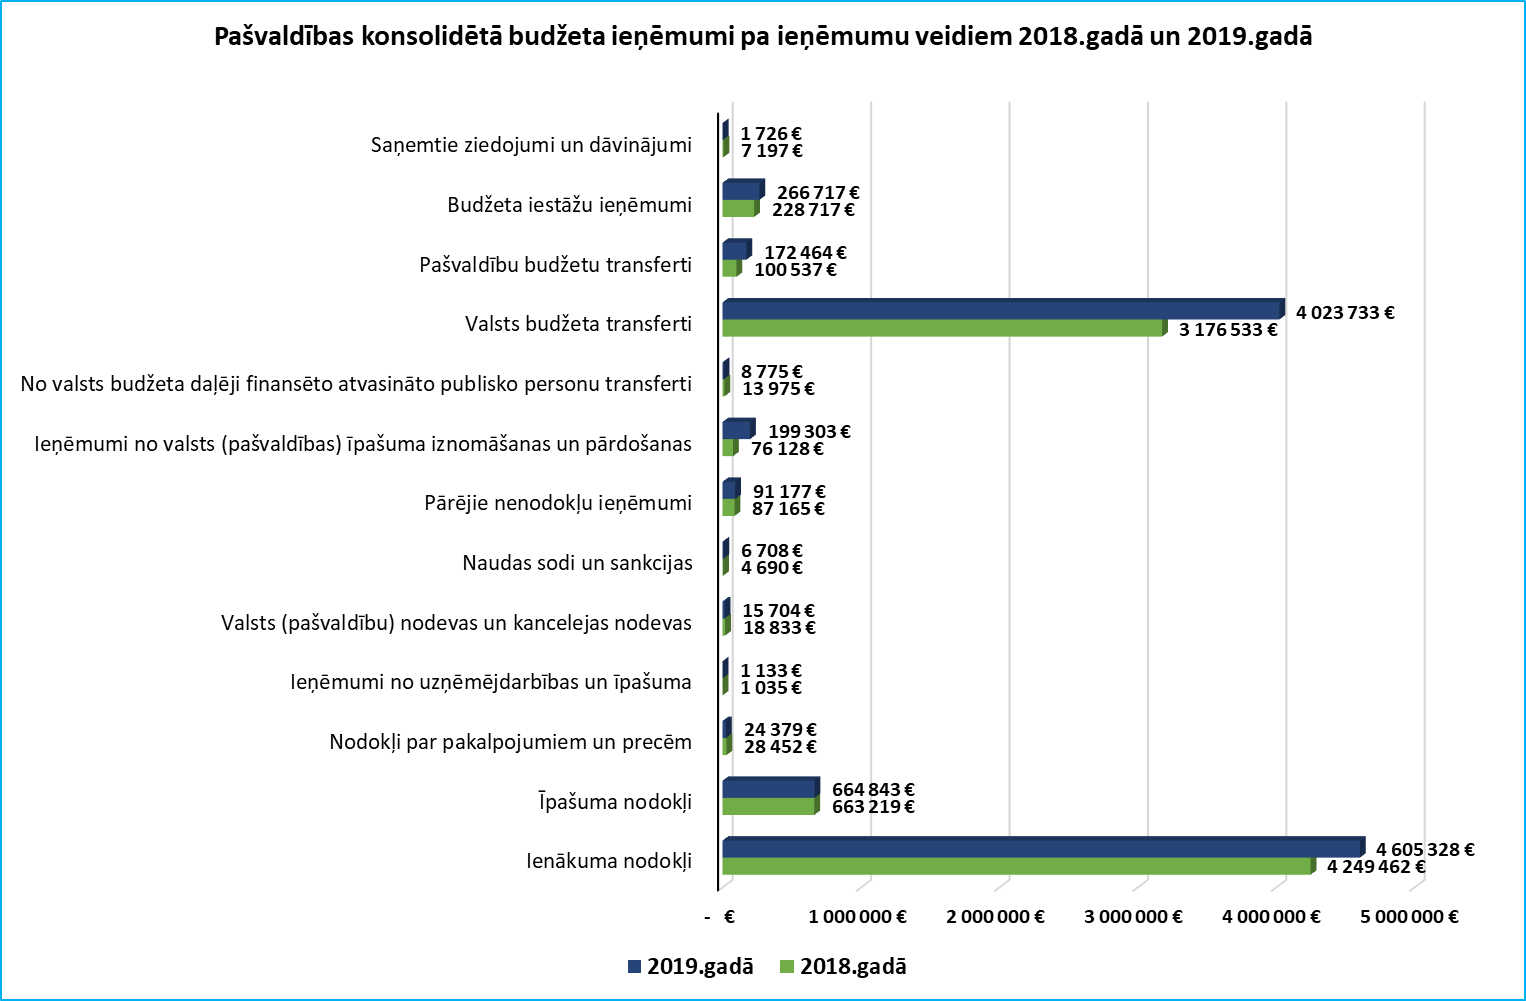 Pašvaldības konsolidētā budžeta ieņēmumi pa ieņēmumu veidiem 2018.gadā un 2019.gadā
Saņemtie ziedojumi un dāvinājumi
1 726 €
7 197 €
Budžeta iestāžu ieņēmumi
266 717 €
228 717 €
Pašvaldību budžetu transferti
172 464 €
100 537 €
Valsts budžeta transferti
4 023 733 €
3 176 533 €
No valsts budžeta daļēji finansēto atvasināto publisko personu transferti
8 775 €
13 975 €
Ieņēmumi no valsts (pašvaldības) īpašuma iznomāšanas un pārdošanas
199 303 €
76 128 €
Pārējie nenodokļu ieņēmumi
91 177 €
87 165 €
Naudas sodi un sankcijas
6 708 €
4 690 €
Valsts (pašvaldību) nodevas un kancelejas nodevas
15 704 €
18 833 €
Ieņēmumi no uzņēmējdarbības un īpašuma
1 133 €
1 035 €
Nodokļi par pakalpojumiem un precēm
24 379 €
28 452 €
Īpašuma nodokļi
664 843 €
663 219 €
Ienākuma nodokļi
4 605 328 €
4 249 462 €
- € 1 000 000 € 2 000 000 € 3 000 000 € 4 000 000 € 5 000 000 €
2019.gadā 2018.gadā